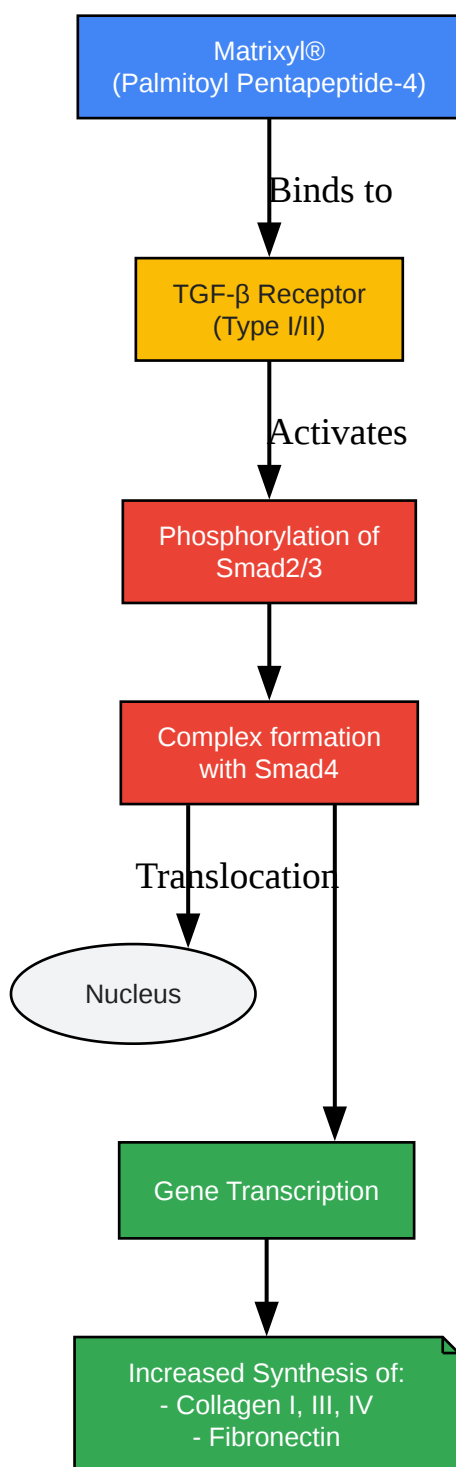 Matrixyl®
(Palmitoyl Pentapeptide-4)
Binds to
TGF-β Receptor
(Type I/II)
Activates
Phosphorylation of
Smad2/3
Complex formation
with Smad4
Translocation
Nucleus
Gene Transcription
Increased Synthesis of:
- Collagen I, III, IV
- Fibronectin